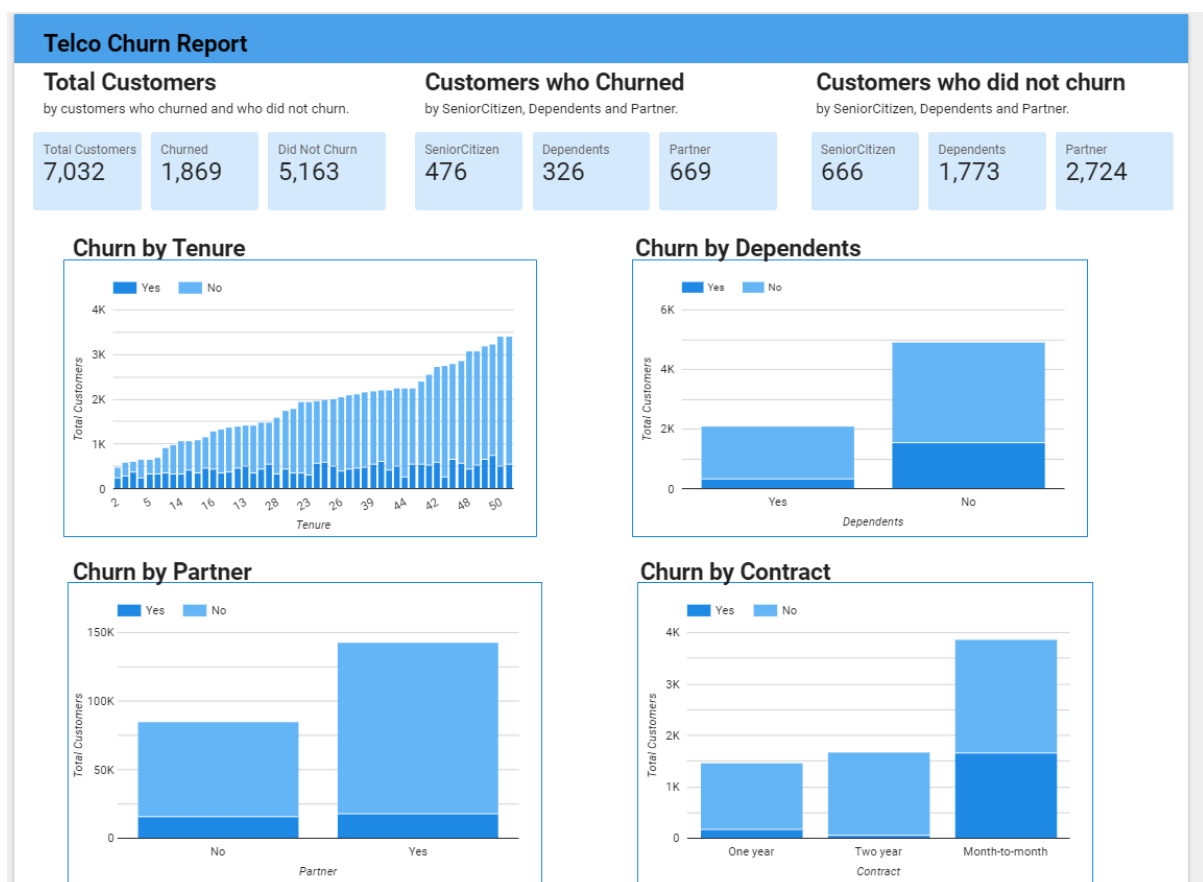 Telco Churn Report
Total Customers
by customers who churned and who did not churn.
Total Customers
7,032
Churned
1,869
Did Not Churn
5,163
Customers who Churned
by SeniorCitizen, Dependents and Partner.
SeniorCitizen
476
Dependents
326
Partner
669
Customers who did not churn
by SeniorCitizen, Dependents and Partner.
SeniorCitizen
666
Dependents
1,773
Partner
2,724
Churn by Tenure
Yes No
4K
3K
2K
1K
0
Total Customers
2 5 14 16 13 28 23 26 39 44 42 48 50
Tenure
Churn by Dependents
Yes No
6K
4K
2K
0
Total Customers
Yes No
Dependents
Churn by Partner
Yes No
150K
100K
50K
0
Total Customers
No Yes
Partner
Churn by Contract
Yes No
4K
3K
2K
1K
0
Total Customers
One year Two year Month-to-month
Contract